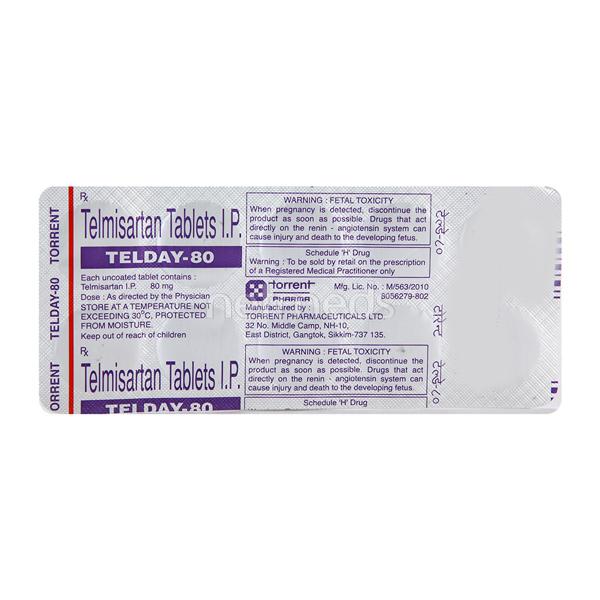 TELDAY-80 TORRENT
Rx
Telmisartan Tablets I.P.
TELDAY-80
Each uncoated tablet contains :
Telmisartan I.P. 80 mg
Dose : As directed by the Physician
STORE AT A TEMPERATURE NOT
EXCEEDING 30°C, PROTECTED
FROM MOISTURE.
Keep out of reach of children
WARNING : FETAL TOXICITY
When pregnancy is detected, discontinue the
product as soon as possible. Drugs that act
directly on the renin - angiotensin system can
cause injury and death to the developing fetus.
Schedule 'H' Drug
Warning : To be sold by retail on the prescription
of a Registered Medical Practitioner only
torrent
PHARMA
Mfg. Lic. No. : M/563/2010
8056279-802
Manufactured by :
TORRENT PHARMACEUTICALS LTD.
32 No. Middle Camp, NH-10,
East District, Gangtok, Sikkim-737 135.
netmeds
ORRENT
Rx
Telmisartan Tablets I.P.
TELDAY-80
WARNING : FETAL TOXICITY
When pregnancy is detected, discontinue the
product as soon as possible. Drugs that act
directly on the renin - angiotensin system can
cause injury and death to the developing fetus.
Schedule 'H' Drug